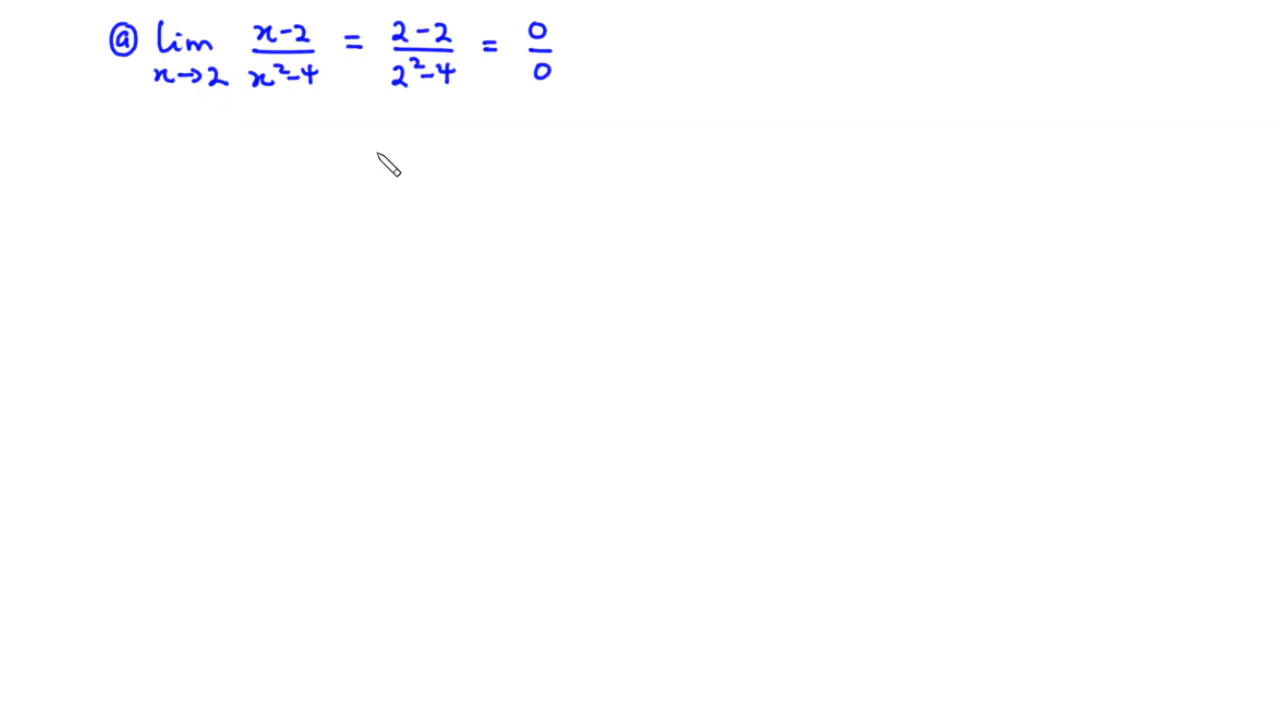 ⓐ lim x→2 (x-2)/(x²-4) = (2-2)/(2²-4) = 0/0